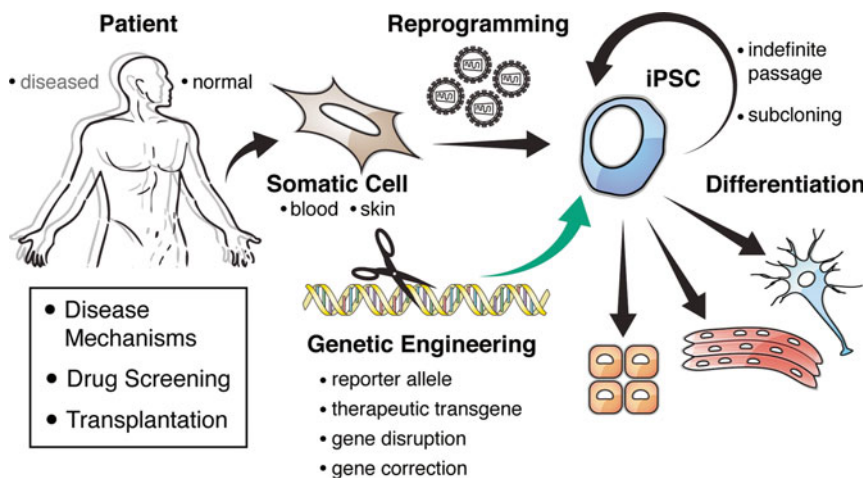 Patient
• diseased
• normal
Somatic Cell
• blood • skin
Reprogramming
iPSC
• indefinite
passage
• subcloning
Differentiation
Genetic Engineering
• reporter allele
• therapeutic transgene
• gene disruption
• gene correction
• Disease
Mechanisms
• Drug Screening
• Transplantation